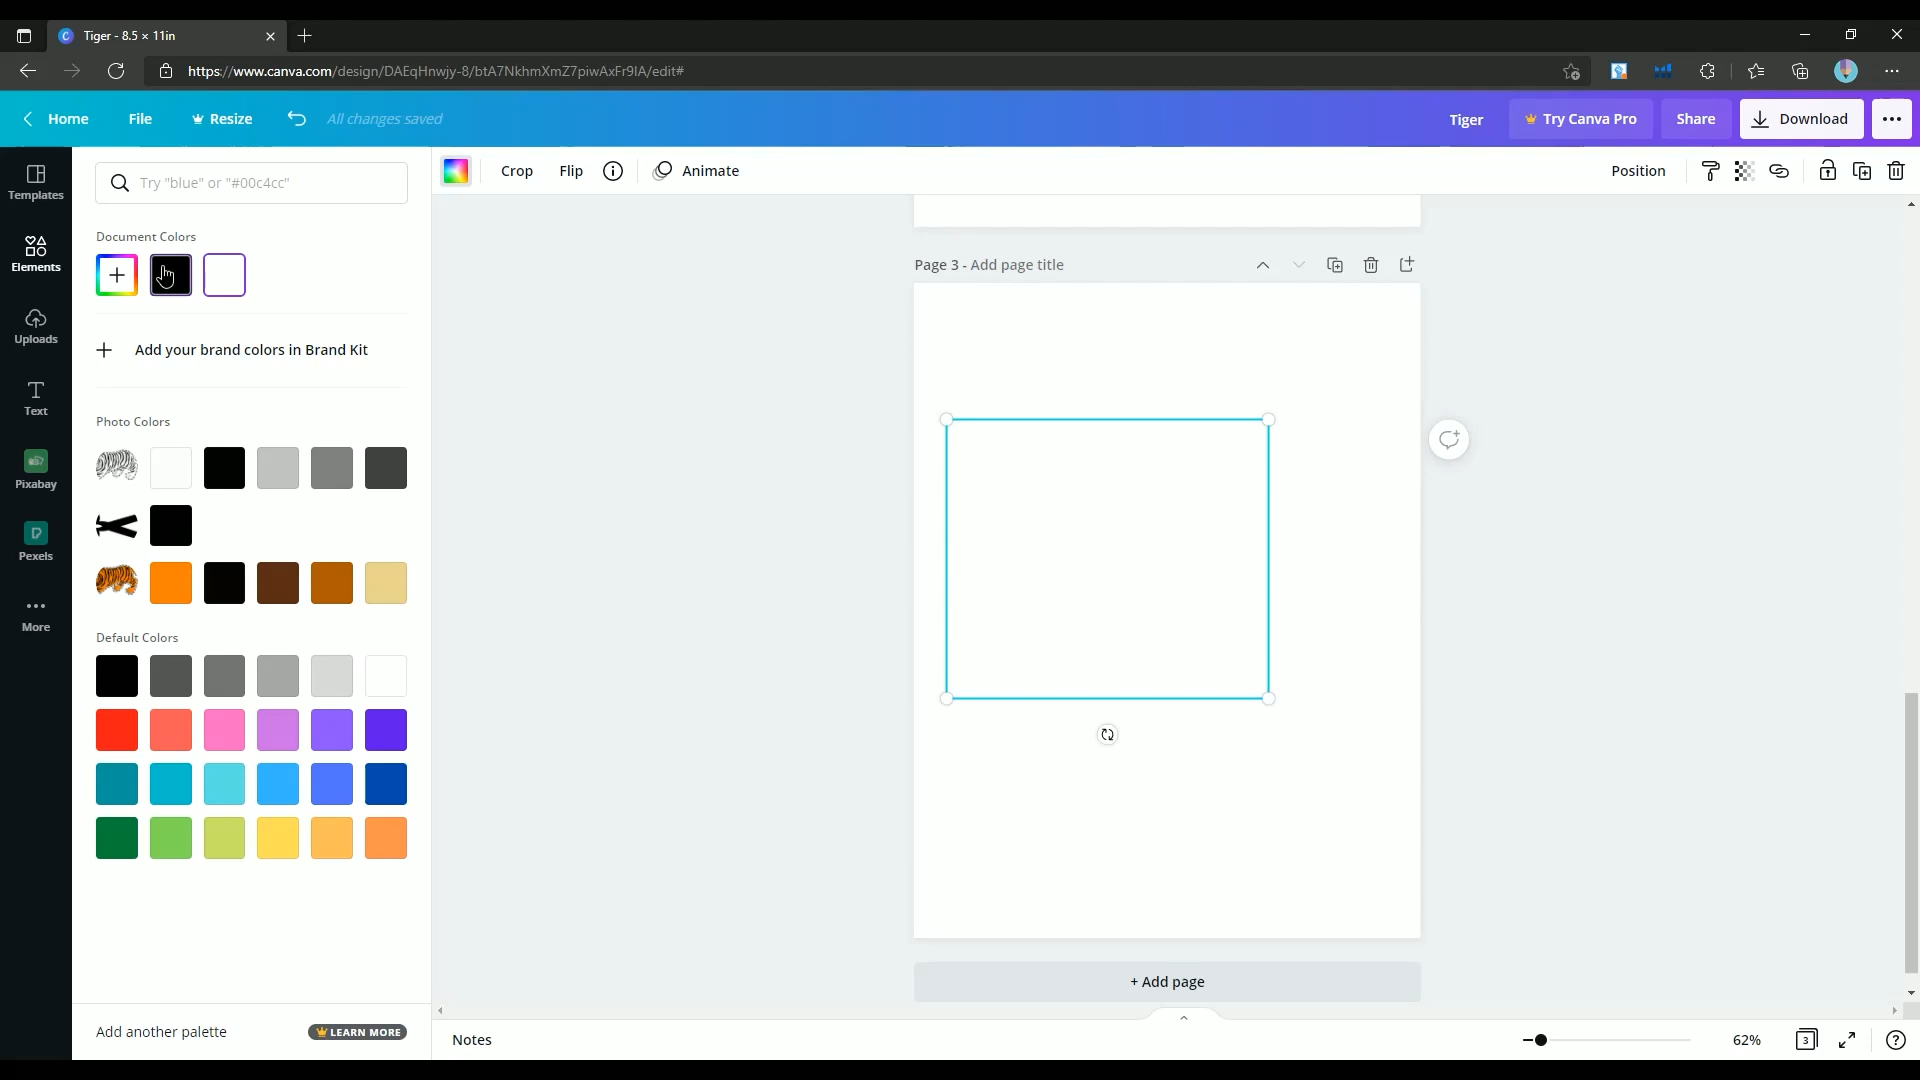 Tiger - 8.5 × 11in
https://www.canva.com/design/DAEqHnwjy-8/btA7NkhmXmZ7piwAxFr9IA/edit#
Home File Resize All changes saved Tiger Try Canva Pro Share Download
Templates
Elements
Uploads
Text
Pixabay
Pexels
More
Try "blue" or "#00c4cc"
Document Colors
+ Add your brand colors in Brand Kit
Photo Colors
Default Colors
Add another palette LEARN MORE
Crop Flip Animate Position
Page 3 - Add page title
+ Add page
Notes 62% 3 ?